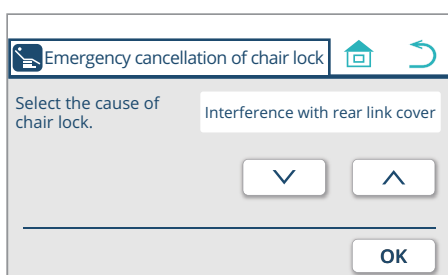 Emergency cancellation of chair lock
Select the cause of
chair lock.
Interference with rear link cover
OK